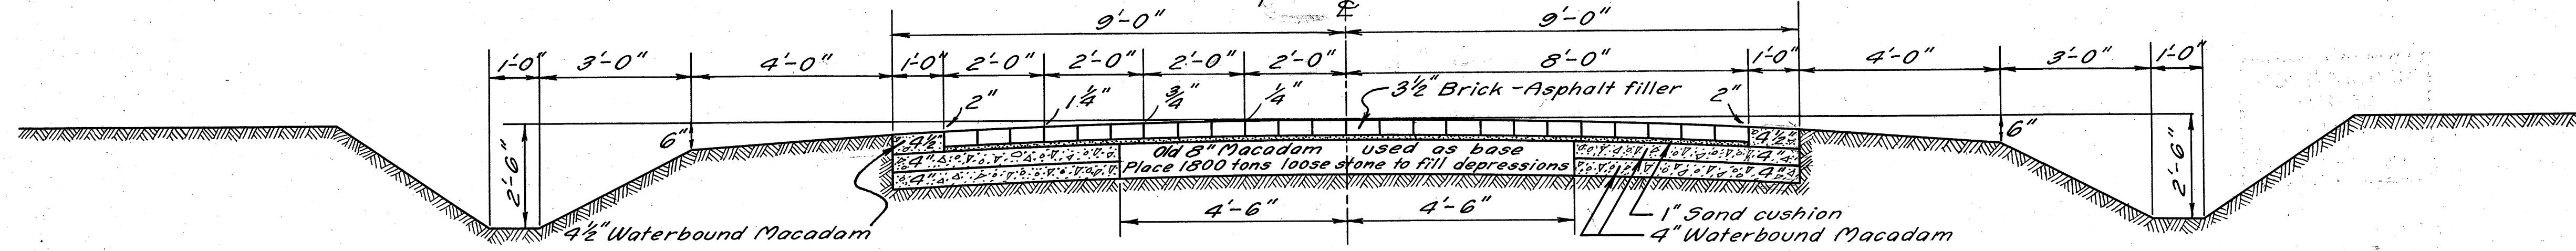 ℄
9'-0" 9'-0"
1'-0" 3'-0" 4'-0" 1'-0" 2'-0" 2'-0" 2'-0" 2'-0" 8'-0" 1'-0" 4'-0" 3'-0" 1'-0"
2" 1¼" ¾" ¼" 3½" Brick -Asphalt filler 2"
6" 6"
2'-6" 4½" 4½" 2'-6"
4" Old 8" Macadam used as base 4"
4" Place 1800 tons loose stone to fill depressions 4"
4'-6" 4'-6"
1" Sand cushion
4½" Waterbound Macadam 4" Waterbound Macadam